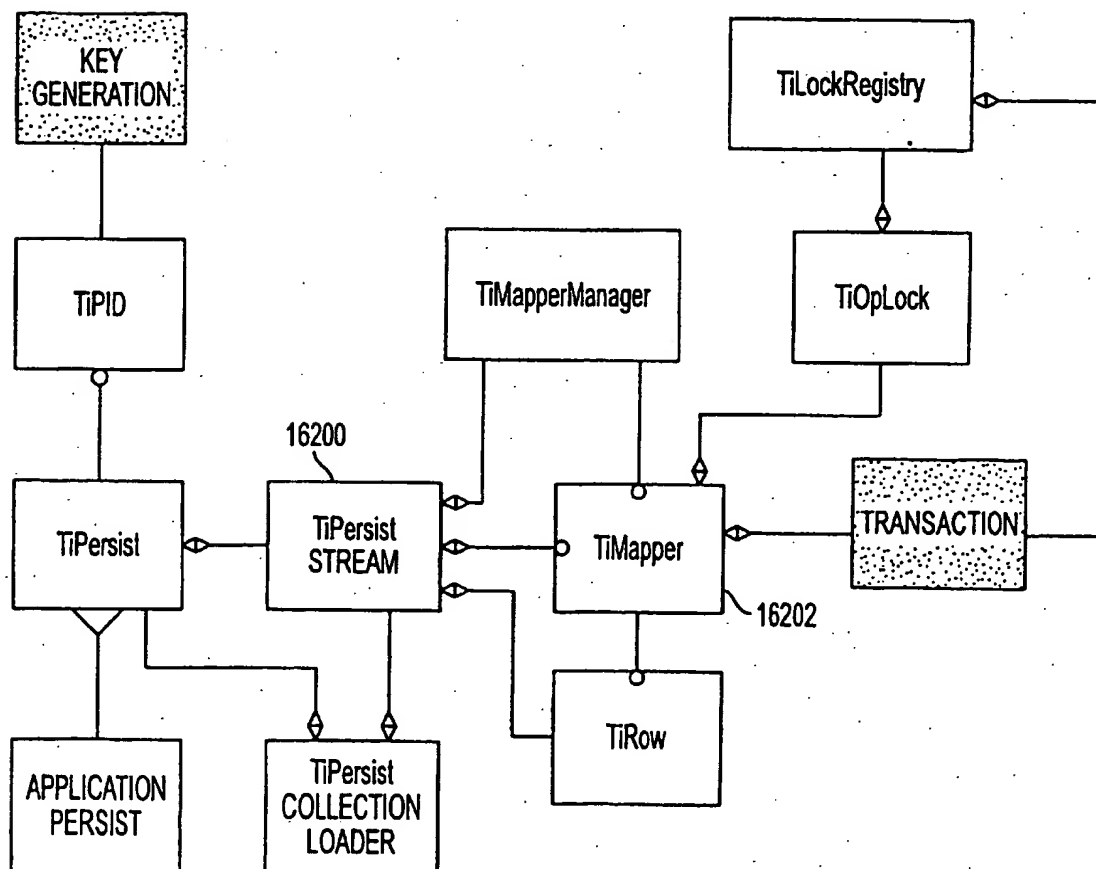 KEY
GENERATION
TiLockRegistry
TiPID
TiMapperManager
TiOpLock
16200
TiPersist
TiPersist
STREAM
TiMapper
TRANSACTION
16202
APPLICATION
PERSIST
TiPersist
COLLECTION
LOADER
TiRow